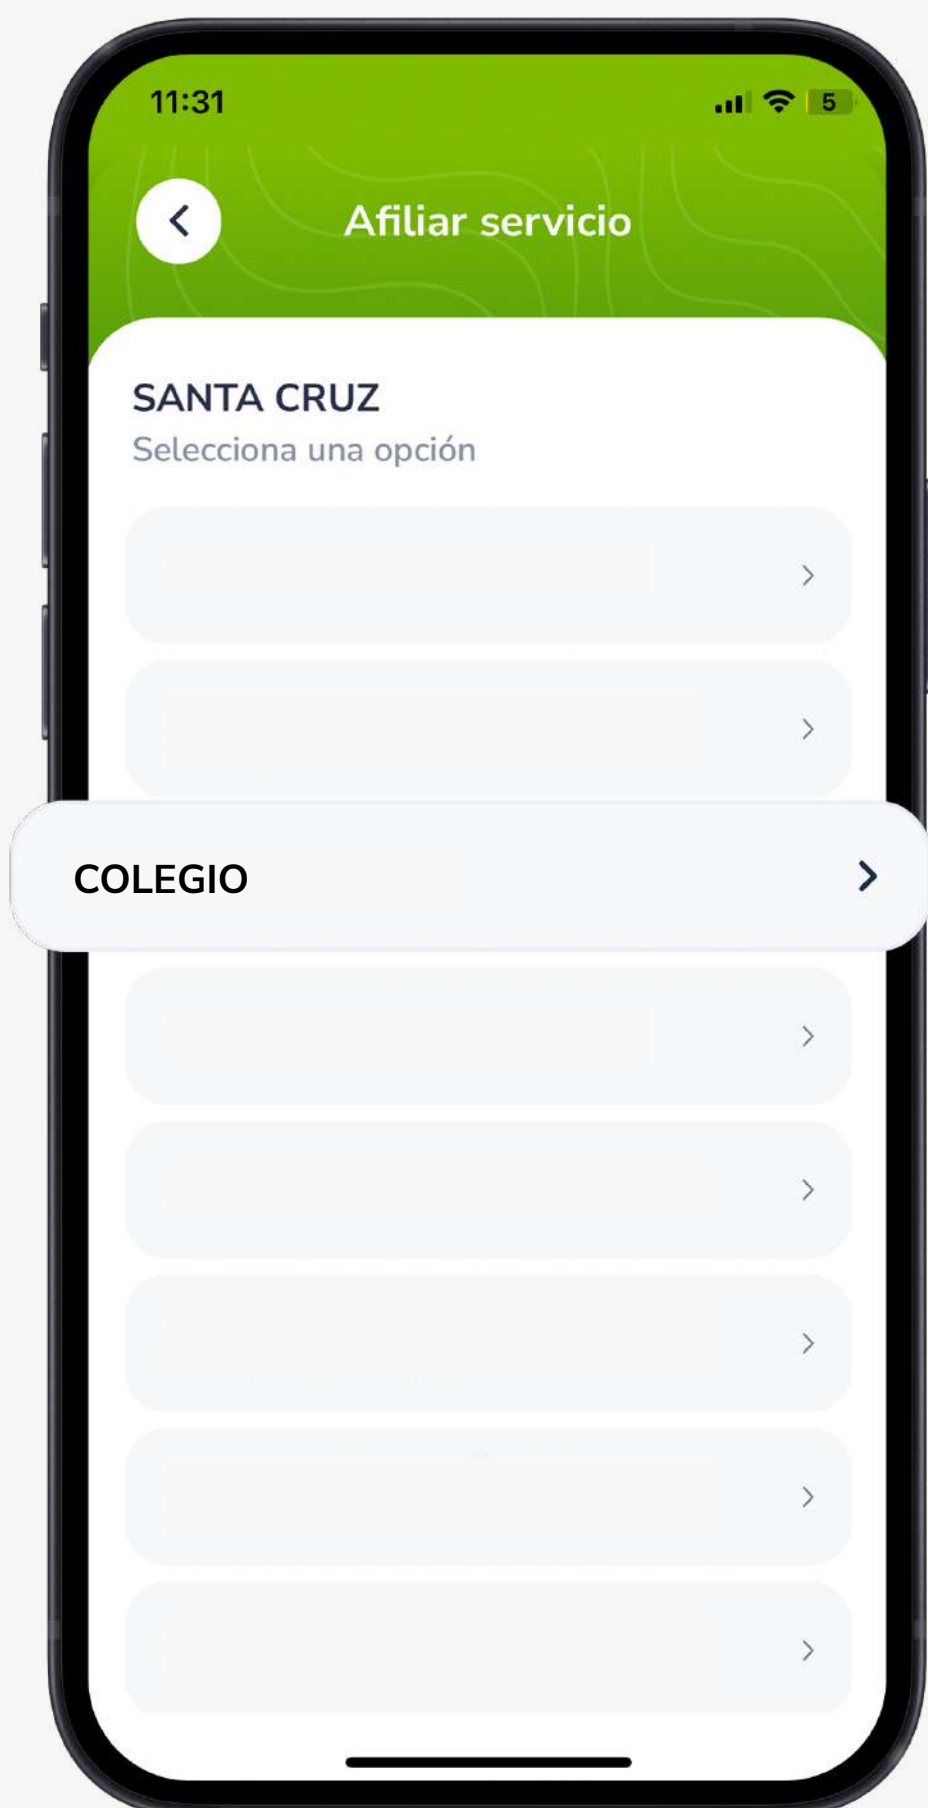 11:31
5
Afiliar servicio
SANTA CRUZ
Selecciona una opción
COLEGIO